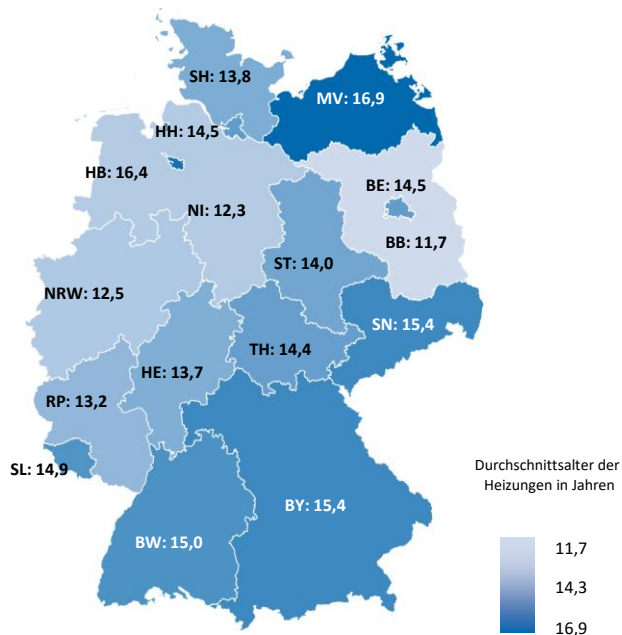 SH: 13,8
MV: 16,9
HH: 14,5
HB: 16,4
BE: 14,5
NI: 12,3
BB: 11,7
ST: 14,0
NRW: 12,5
SN: 15,4
TH: 14,4
HE: 13,7
RP: 13,2
SL: 14,9
BY: 15,4
BW: 15,0
Durchschnittsalter der
Heizungen in Jahren
11,7
14,3
16,9